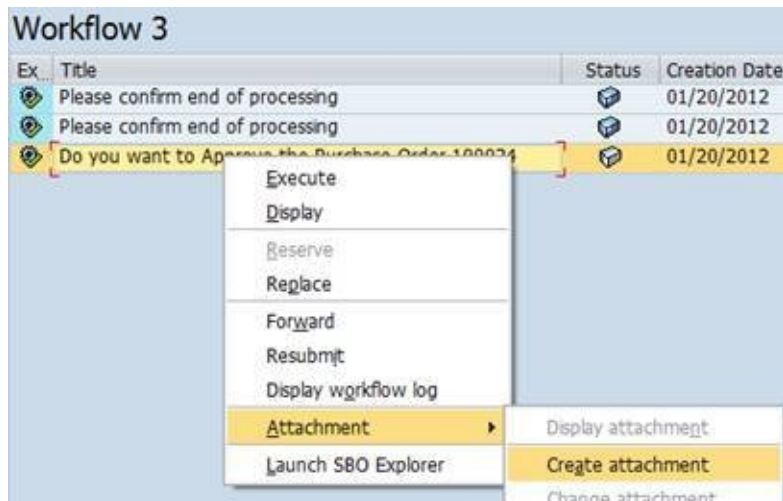 Workflow 3
Ex.. Title Status Creation Date
Please confirm end of processing 01/20/2012
Please confirm end of processing 01/20/2012
Do you want to Approve the Purchase Order 01/20/2012
Execute
Display
Reserve
Replace
Forward
Resubmit
Display workflow log
Attachment Display attachment
Launch SBO Explorer Create attachment
Change attachment